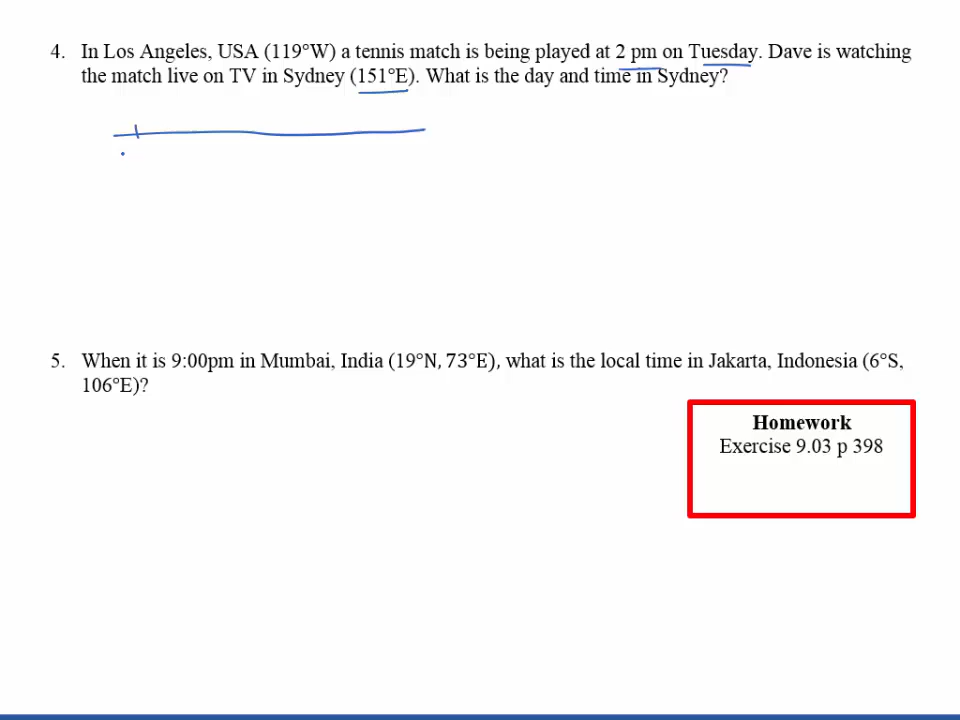 4. In Los Angeles, USA (119°W) a tennis match is being played at 2 pm on Tuesday. Dave is watching
the match live on TV in Sydney (151°E). What is the day and time in Sydney?
5. When it is 9:00pm in Mumbai, India (19°N, 73°E), what is the local time in Jakarta, Indonesia (6°S,
106°E)?
Homework
Exercise 9.03 p 398